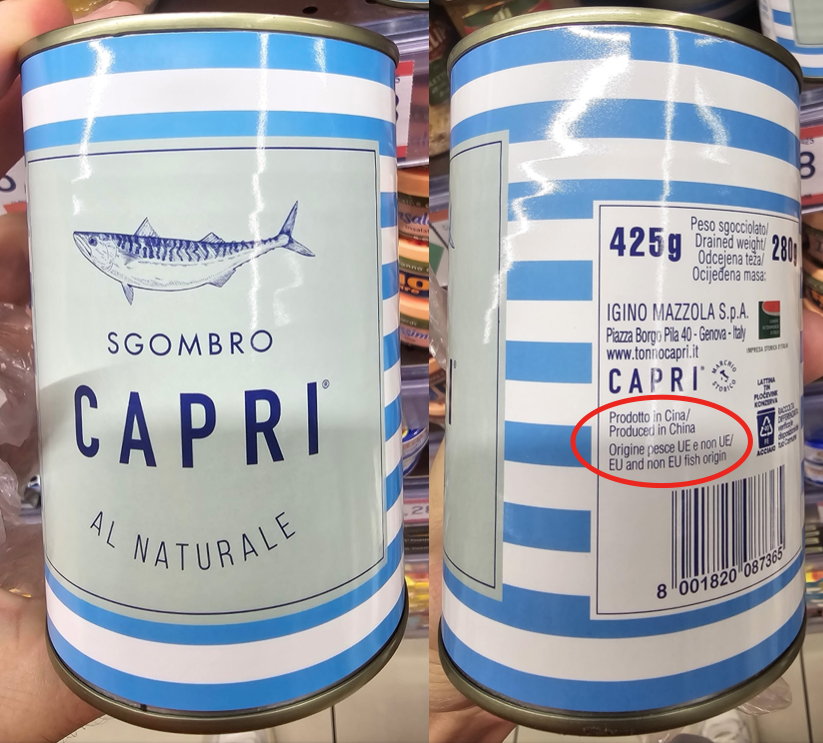 SGOMBRO
CAPRI®
AL NATURALE
425g
Peso sgocciolato/
Drained weight/
Odcejena teža/
Ocijeđena masa:
280g
IGINO MAZZOLA S.p.A.
Piazza Borgo Pila 40 - Genova - Italy
www.tonnocapri.it
IMPRESA STORICA D'ITALIA
CAPRI®
MARCHIO
STORICO
LATTINA
TIN
PLOČEVINK
KONZERVA
ACCIAIO
RACCOLTA
DIFFERENZIATA
Prodotto in Cina/
Produced in China
Origine pesce UE e non UE/
EU and non EU fish origin
8 001820 087365